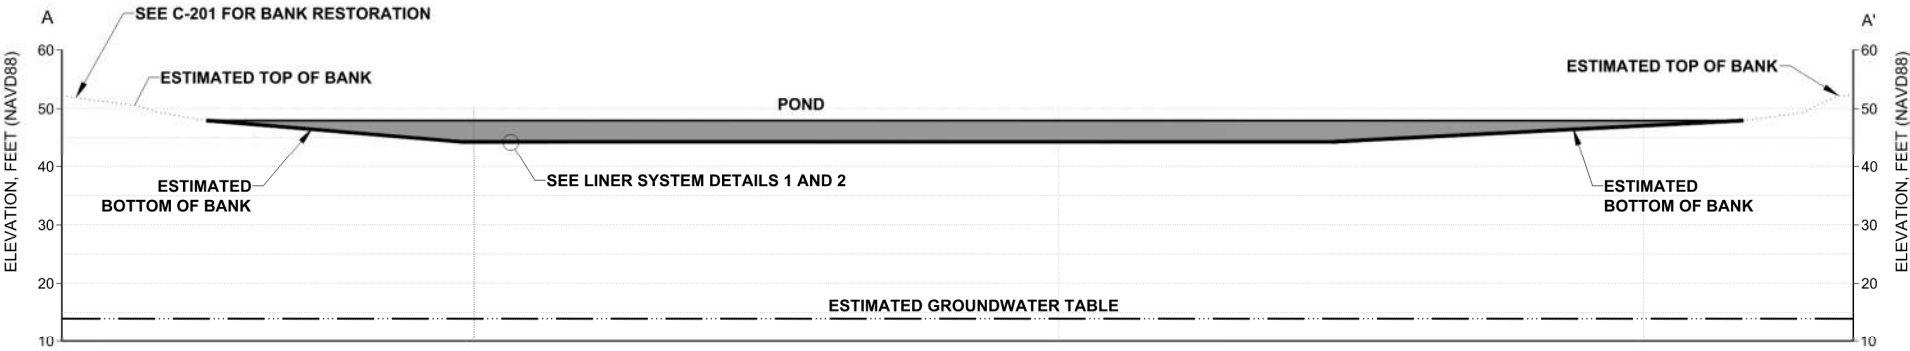 A
SEE C-201 FOR BANK RESTORATION
A'
60
60
ESTIMATED TOP OF BANK
ESTIMATED TOP OF BANK
50
POND
50
40
40
ESTIMATED
BOTTOM OF BANK
SEE LINER SYSTEM DETAILS 1 AND 2
ESTIMATED
BOTTOM OF BANK
30
30
20
20
ESTIMATED GROUNDWATER TABLE
10
10
ELEVATION, FEET (NAVD88)
ELEVATION, FEET (NAVD88)